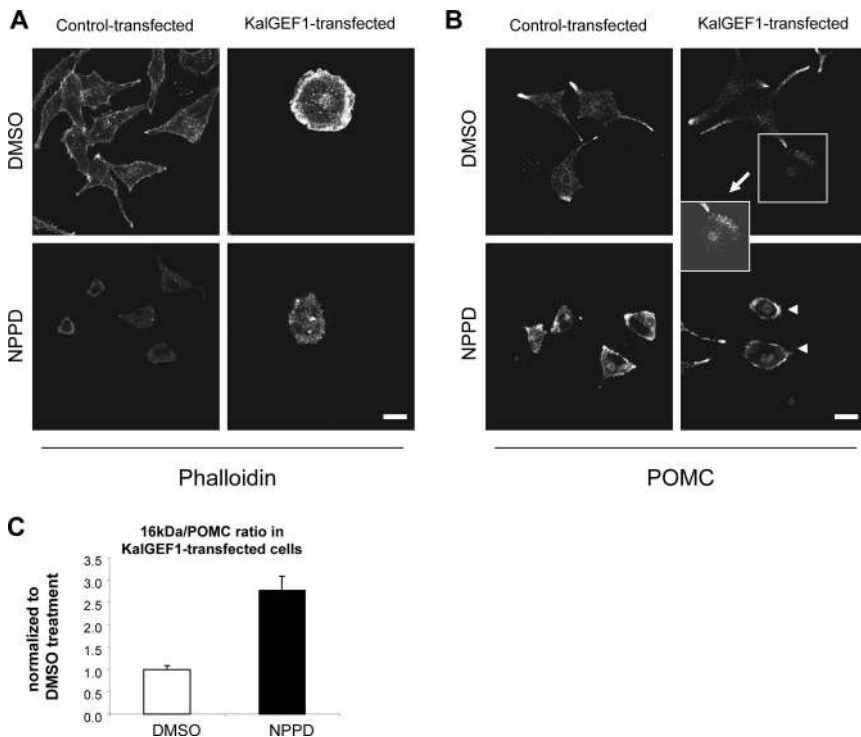 A
Control-transfected
KalGEF1-transfected
DMSO
NPPD
Phalloidin
B
Control-transfected
KalGEF1-transfected
DMSO
NPPD
POMC
C
16kDa/POMC ratio in
KalGEF1-transfected cells
normalized to
DMSO treatment
3.5
3.0
2.5
2.0
1.5
1.0
0.5
0.0
DMSO
NPPD